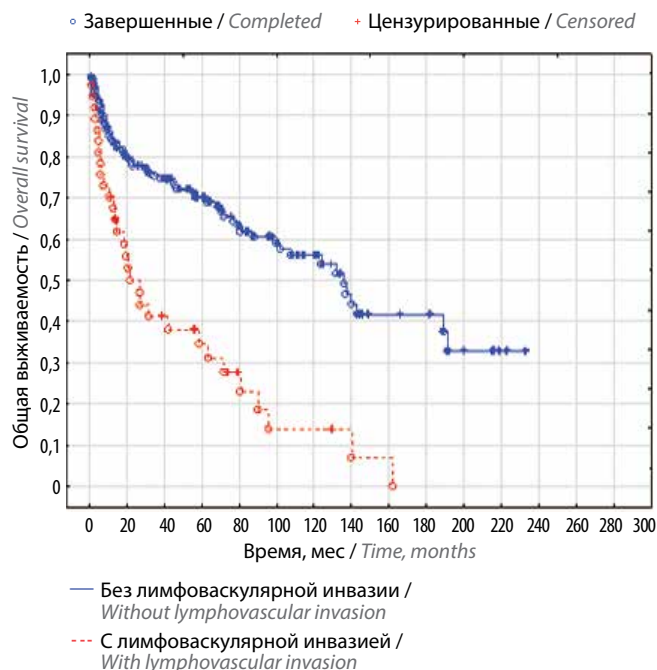 Завершенные / Completed + Цензурированные / Censored
Общая выживаемость / Overall survival
1,0
0,9
0,8
0,7
0,6
0,5
0,4
0,3
0,2
0,1
0
0 20 40 60 80 100 120 140 160 180 200 220 240 260 280 300
Время, мес / Time, months
Без лимфоваскулярной инвазии /
Without lymphovascular invasion
С лимфоваскулярной инвазией /
With lymphovascular invasion